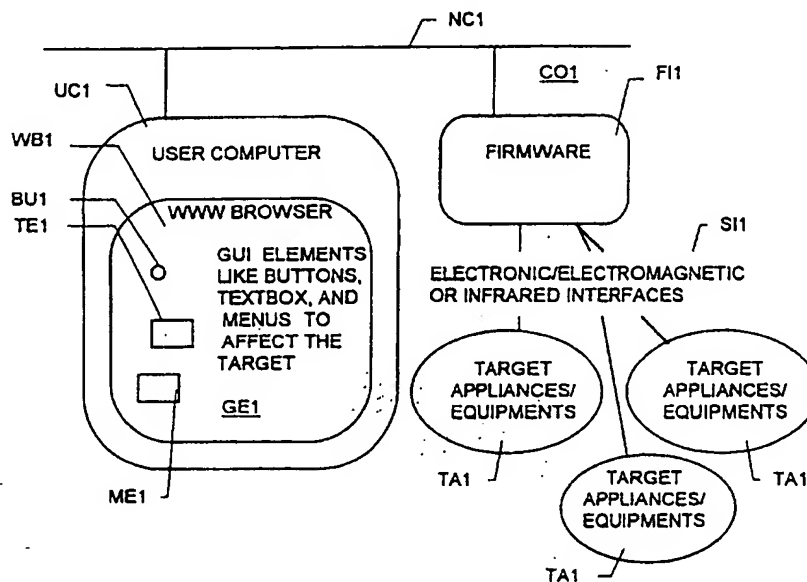 NC1
CO1
FI1
UC1
USER COMPUTER
FIRMWARE
WB1
WWW BROWSER
BU1
TE1
GUI ELEMENTS
LIKE BUTTONS,
TEXTBOX, AND
MENUS TO
AFFECT THE
TARGET
GE1
ME1
SI1
ELECTRONIC/ELECTROMAGNETIC
OR INFRARED INTERFACES
TARGET
APPLIANCES/
EQUIPMENTS
TA1
TARGET
APPLIANCES/
EQUIPMENTS
TA1
TARGET
APPLIANCES/
EQUIPMENTS
TA1